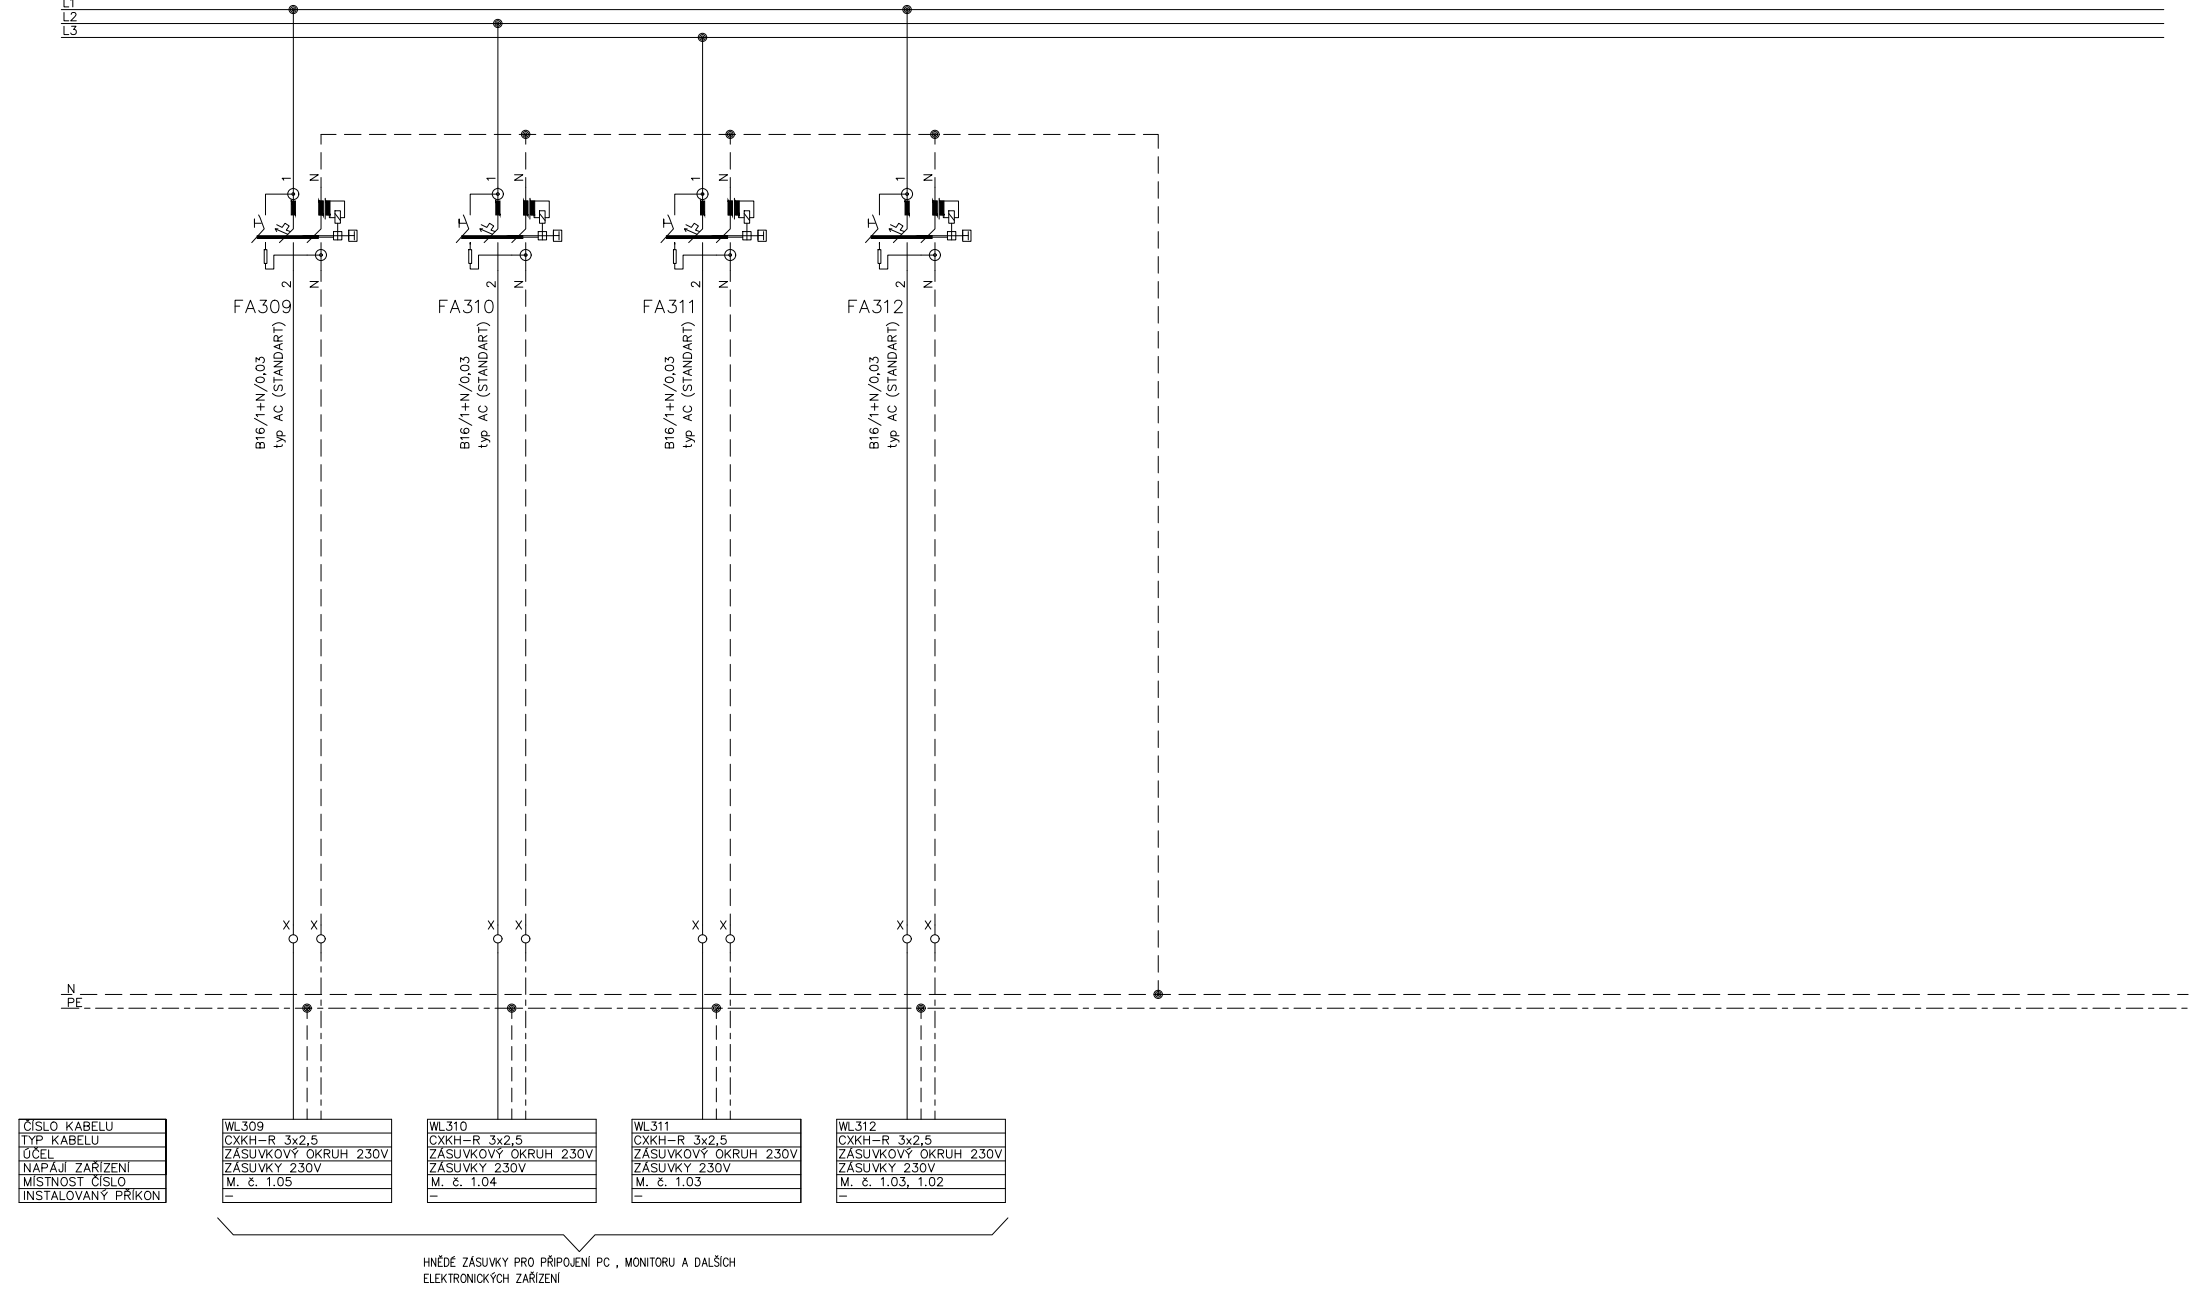 L1
L2
L3
1
N
1
N
1
N
1
N
2
N
2
N
2
N
2
N
FA309
FA310
FA311
FA312
B16/1+N/0,03
typ AC (STANDART)
B16/1+N/0,03
typ AC (STANDART)
B16/1+N/0,03
typ AC (STANDART)
B16/1+N/0,03
typ AC (STANDART)
X
X
X
X
X
X
X
X
N
PE
ČÍSLO KABELU
TYP KABELU
ÚČEL
NAPÁJÍ ZAŘÍZENÍ
MÍSTNOST ČÍSLO
INSTALOVANÝ PŘÍKON
WL309
CXKH-R 3x2,5
ZÁSUVKOVÝ OKRUH 230V
ZÁSUVKY 230V
M. č. 1.05
-
WL310
CXKH-R 3x2,5
ZÁSUVKOVÝ OKRUH 230V
ZÁSUVKY 230V
M. č. 1.04
-
WL311
CXKH-R 3x2,5
ZÁSUVKOVÝ OKRUH 230V
ZÁSUVKY 230V
M. č. 1.03
-
WL312
CXKH-R 3x2,5
ZÁSUVKOVÝ OKRUH 230V
ZÁSUVKY 230V
M. č. 1.03, 1.02
-
HNĚDÉ ZÁSUVKY PRO PŘIPOJENÍ PC , MONITORU A DALŠÍCH
ELEKTRONICKÝCH ZAŘÍZENÍ